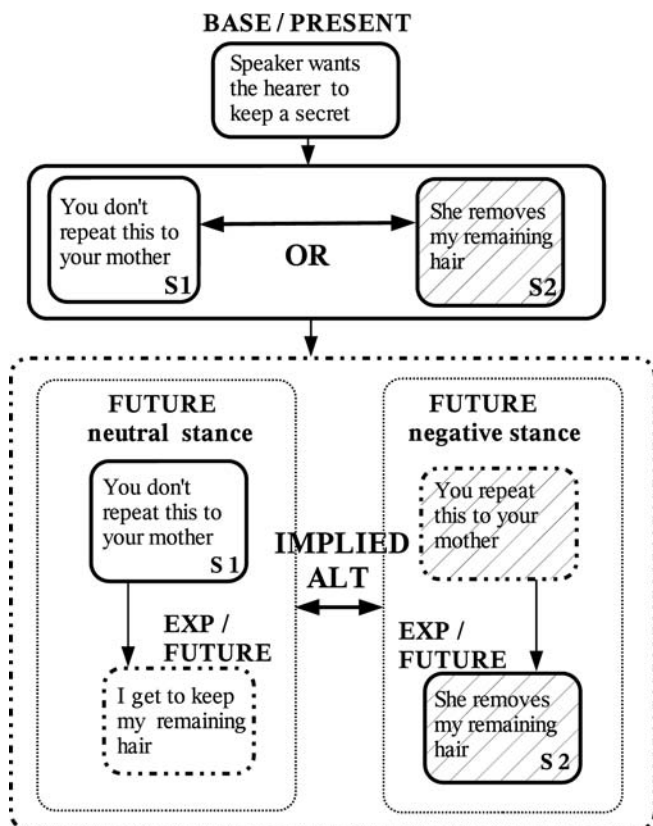 BASE / PRESENT
Speaker wants
the hearer to
keep a secret
You don't
repeat this to
your mother
S1
OR
She removes
my remaining
hair
S2
FUTURE
neutral stance
You don't
repeat this to
your mother
S 1
EXP /
FUTURE
I get to keep
my remaining
hair
IMPLIED
ALT
FUTURE
negative stance
You repeat
this to your
mother
EXP /
FUTURE
She removes
my remaining
hair
S 2